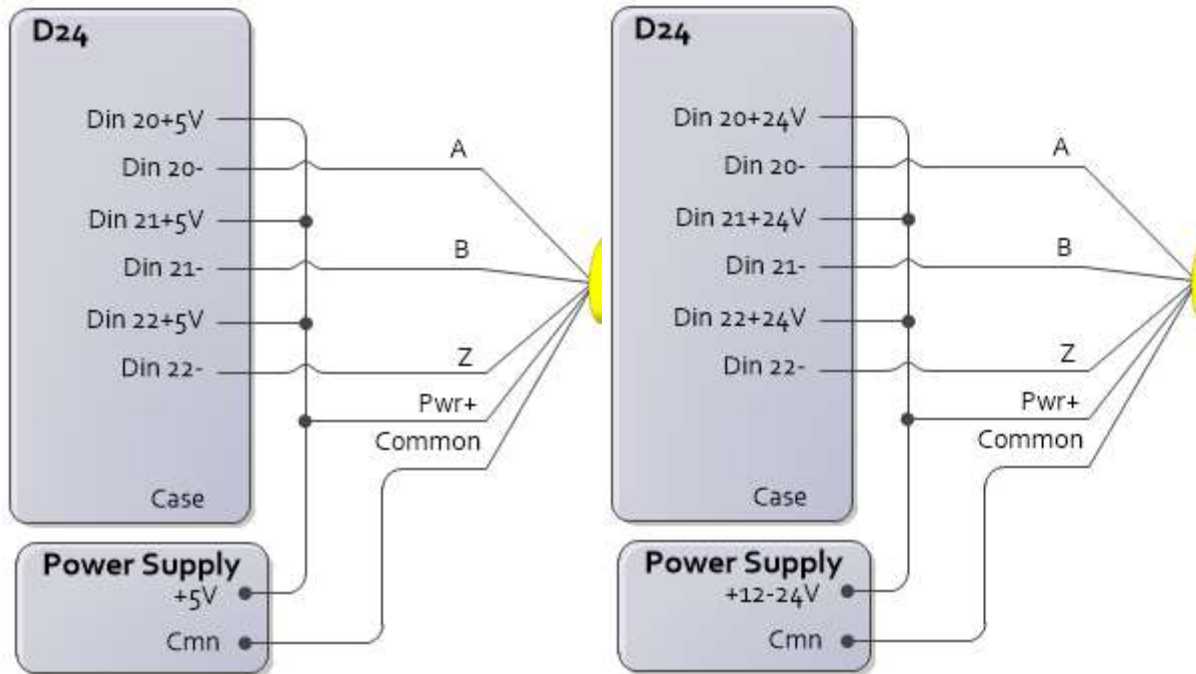 D24
Din 20+5V
A
Din 20-
Din 21+5V
B
Din 21-
Din 22+5V
Z
Din 22-
Pwr+
Common
Case
Power Supply
+5V
Cmn
D24
Din 20+24V
A
Din 20-
Din 21+24V
B
Din 21-
Din 22+24V
Z
Din 22-
Pwr+
Common
Case
Power Supply
+12-24V
Cmn